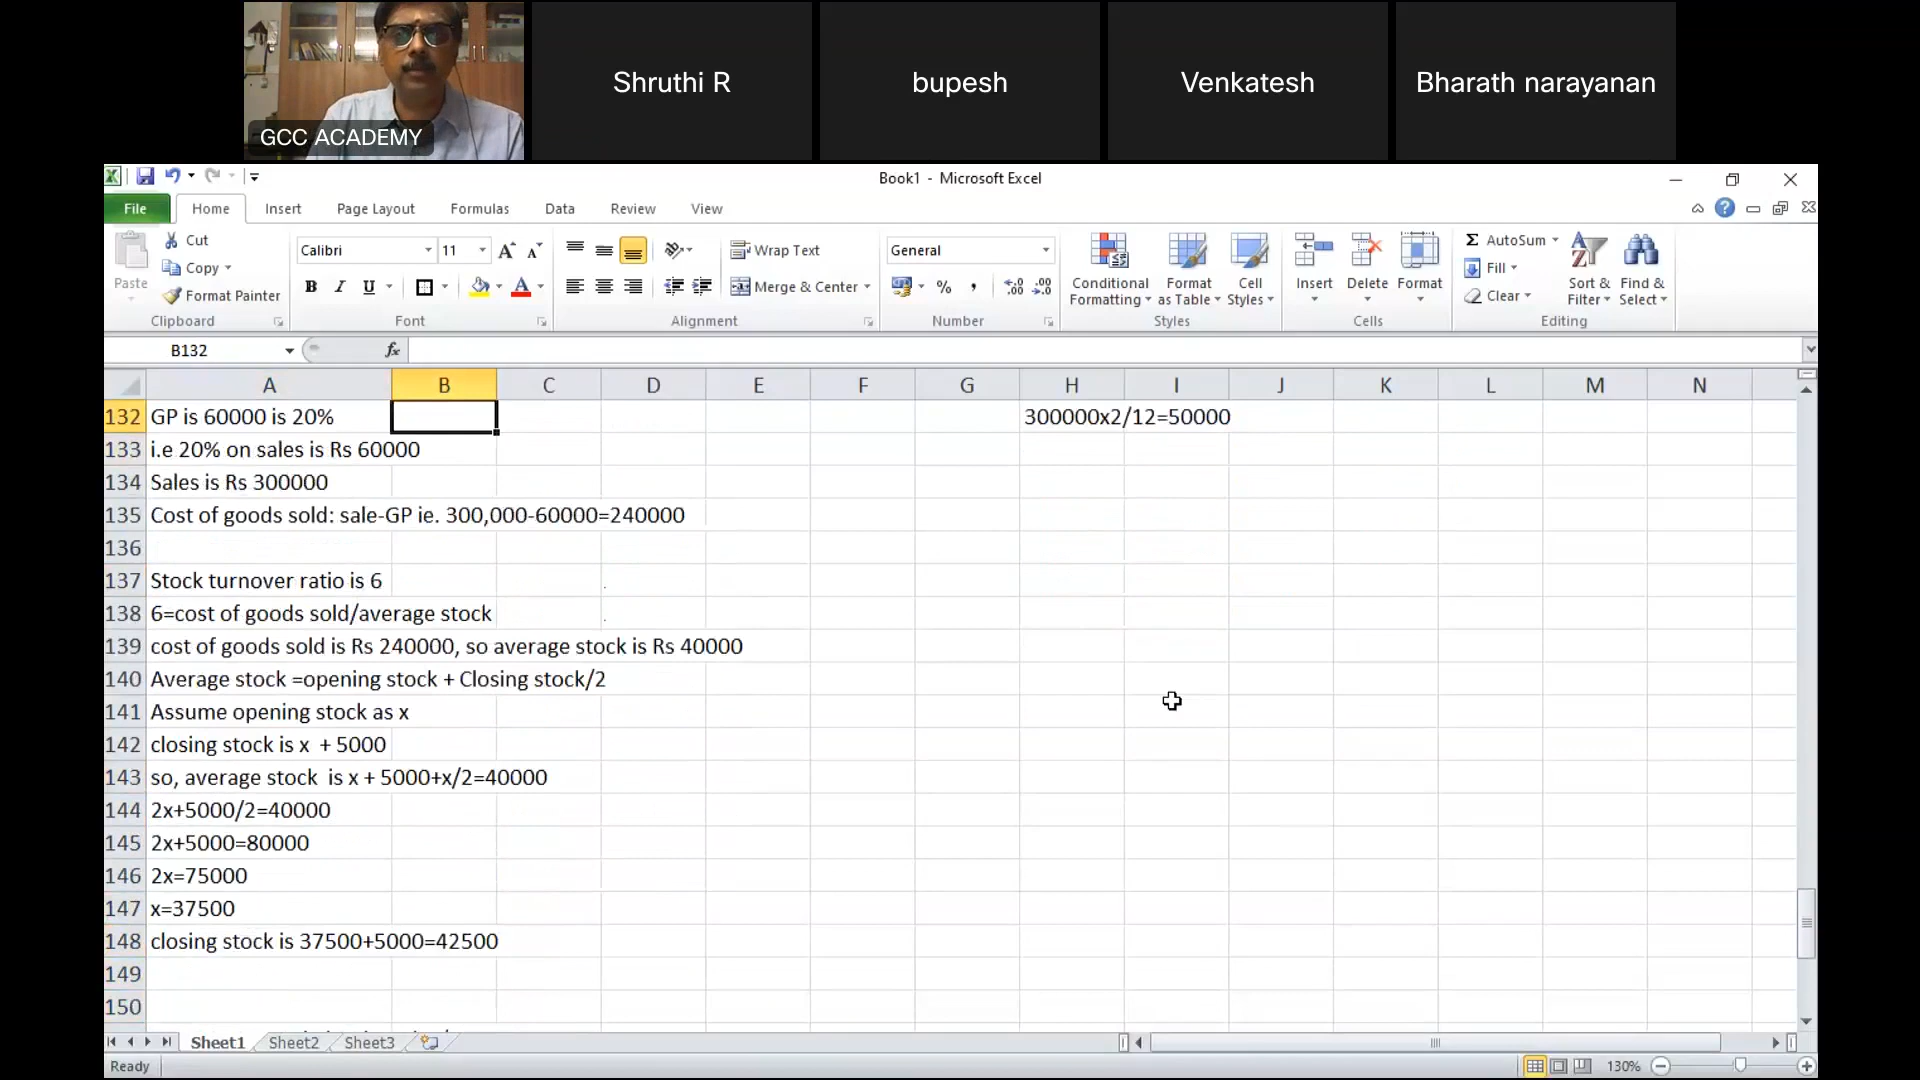 Shruthi R
bupesh
Venkatesh
Bharath narayanan
GCC ACADEMY
Book1 - Microsoft Excel
File Home Insert Page Layout Formulas Data Review View
Paste
Cut
Copy
Format Painter
Clipboard
Calibri 11
B I U A
Font
Wrap Text
Merge & Center
Alignment
General
% , .00 .00
Number
Conditional Formatting
Format as Table
Cell Styles
Styles
Insert
Delete
Format
Cells
Σ AutoSum
Fill
Clear
Sort & Filter
Find & Select
Editing
B132 fx
A B C D E F G H I J K L M N
132 GP is 60000 is 20% 300000x2/12=50000
133 i.e 20% on sales is Rs 60000
134 Sales is Rs 300000
135 Cost of goods sold: sale-GP ie. 300,000-60000=240000
136
137 Stock turnover ratio is 6 .
138 6=cost of goods sold/average stock .
139 cost of goods sold is Rs 240000, so average stock is Rs 40000
140 Average stock =opening stock + Closing stock/2
141 Assume opening stock as x
142 closing stock is x + 5000
143 so, average stock is x + 5000+x/2=40000
144 2x+5000/2=40000
145 2x+5000=80000
146 2x=75000
147 x=37500
148 closing stock is 37500+5000=42500
149
150
Sheet1 Sheet2 Sheet3
Ready 130%